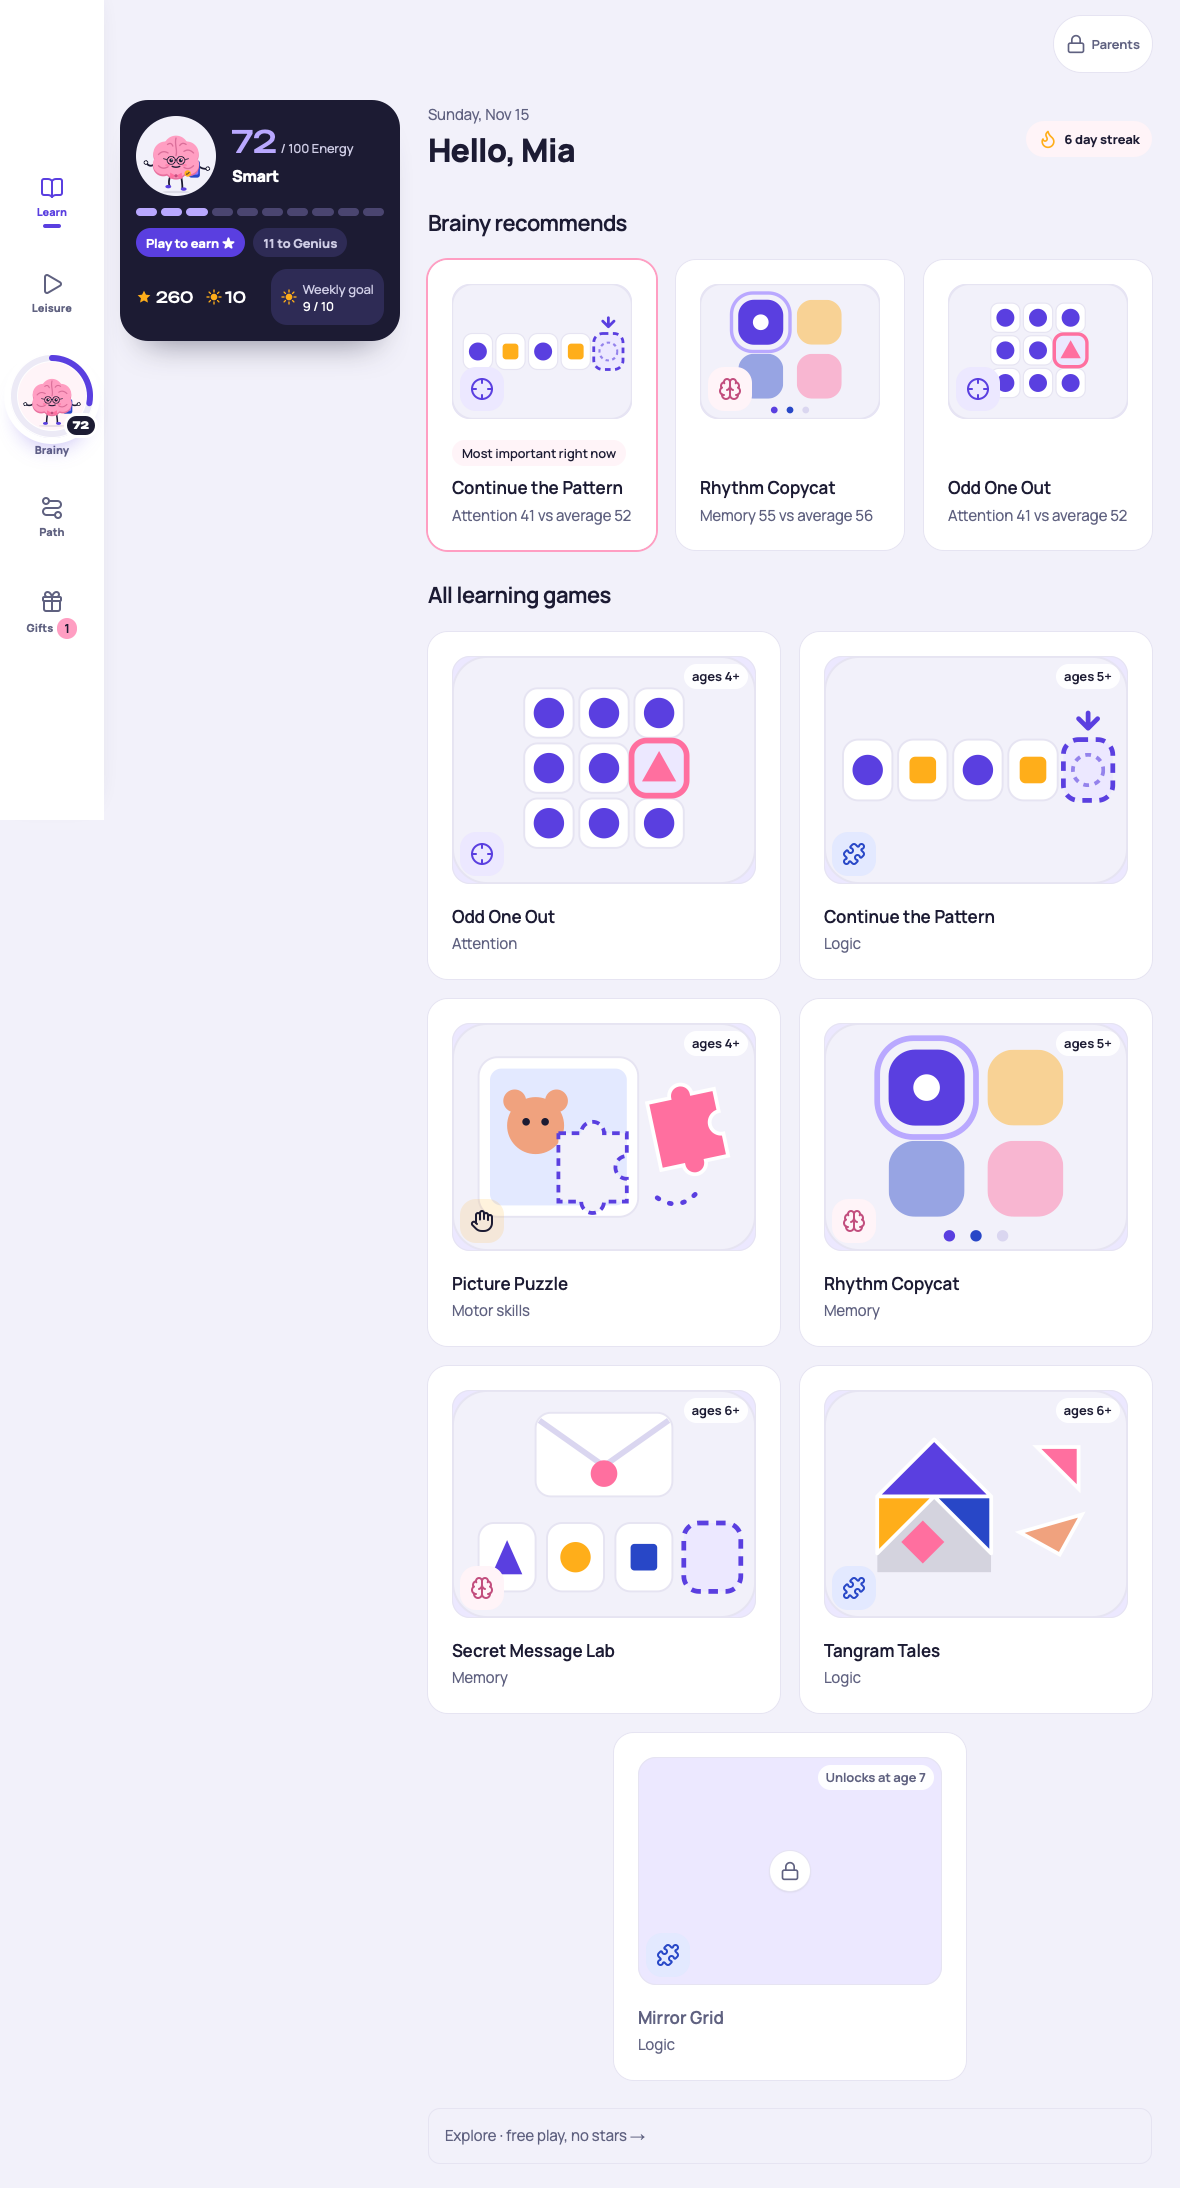 Parents
Learn
Leisure
72
Brainy
Path
Gifts 1
72 / 100 Energy
Smart
Play to earn ★
11 to Genius
260
10
Weekly goal
9 / 10
Sunday, Nov 15
Hello, Mia
6 day streak
Brainy recommends
Most important right now
Continue the Pattern
Attention 41 vs average 52
Rhythm Copycat
Memory 55 vs average 56
Odd One Out
Attention 41 vs average 52
All learning games
ages 4+
Odd One Out
Attention
ages 5+
Continue the Pattern
Logic
ages 4+
Picture Puzzle
Motor skills
ages 5+
Rhythm Copycat
Memory
ages 6+
Secret Message Lab
Memory
ages 6+
Tangram Tales
Logic
Unlocks at age 7
Mirror Grid
Logic
Explore · free play, no stars →